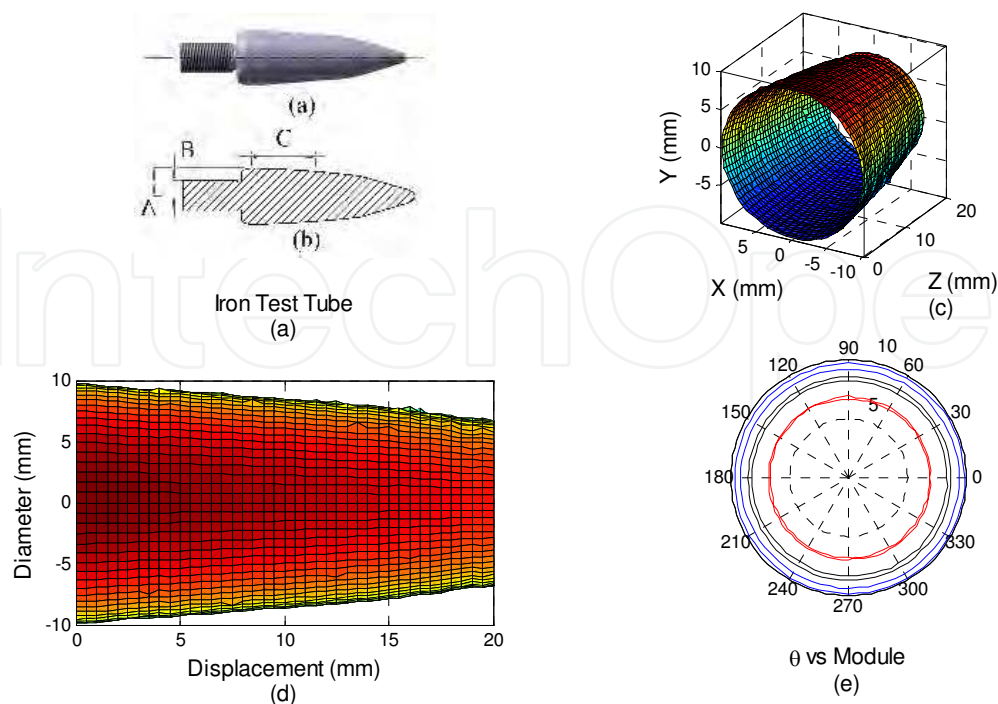 (a)
B
C
A
(b)
Iron Test Tube
(a)
10
5
0
-5
Y (mm)
5
0
-5
-10
0
10
20
X (mm)
Z (mm)
(c)
10
5
0
-5
-10
Diameter (mm)
0
5
10
15
20
Displacement (mm)
(d)
90
10
120
60
150
5
30
180
0
210
330
240
300
270
θ vs Module
(e)
IntechOpe